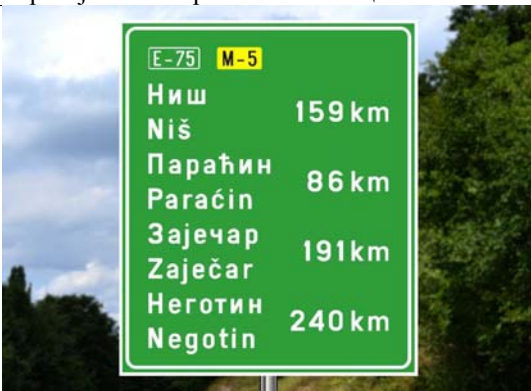 E-75 M-5
Ниш
Niš
159 km
Параћин
Paraćin
86 km
Зајечар
Zaječar
191 km
Неготин
Negotin
240 km